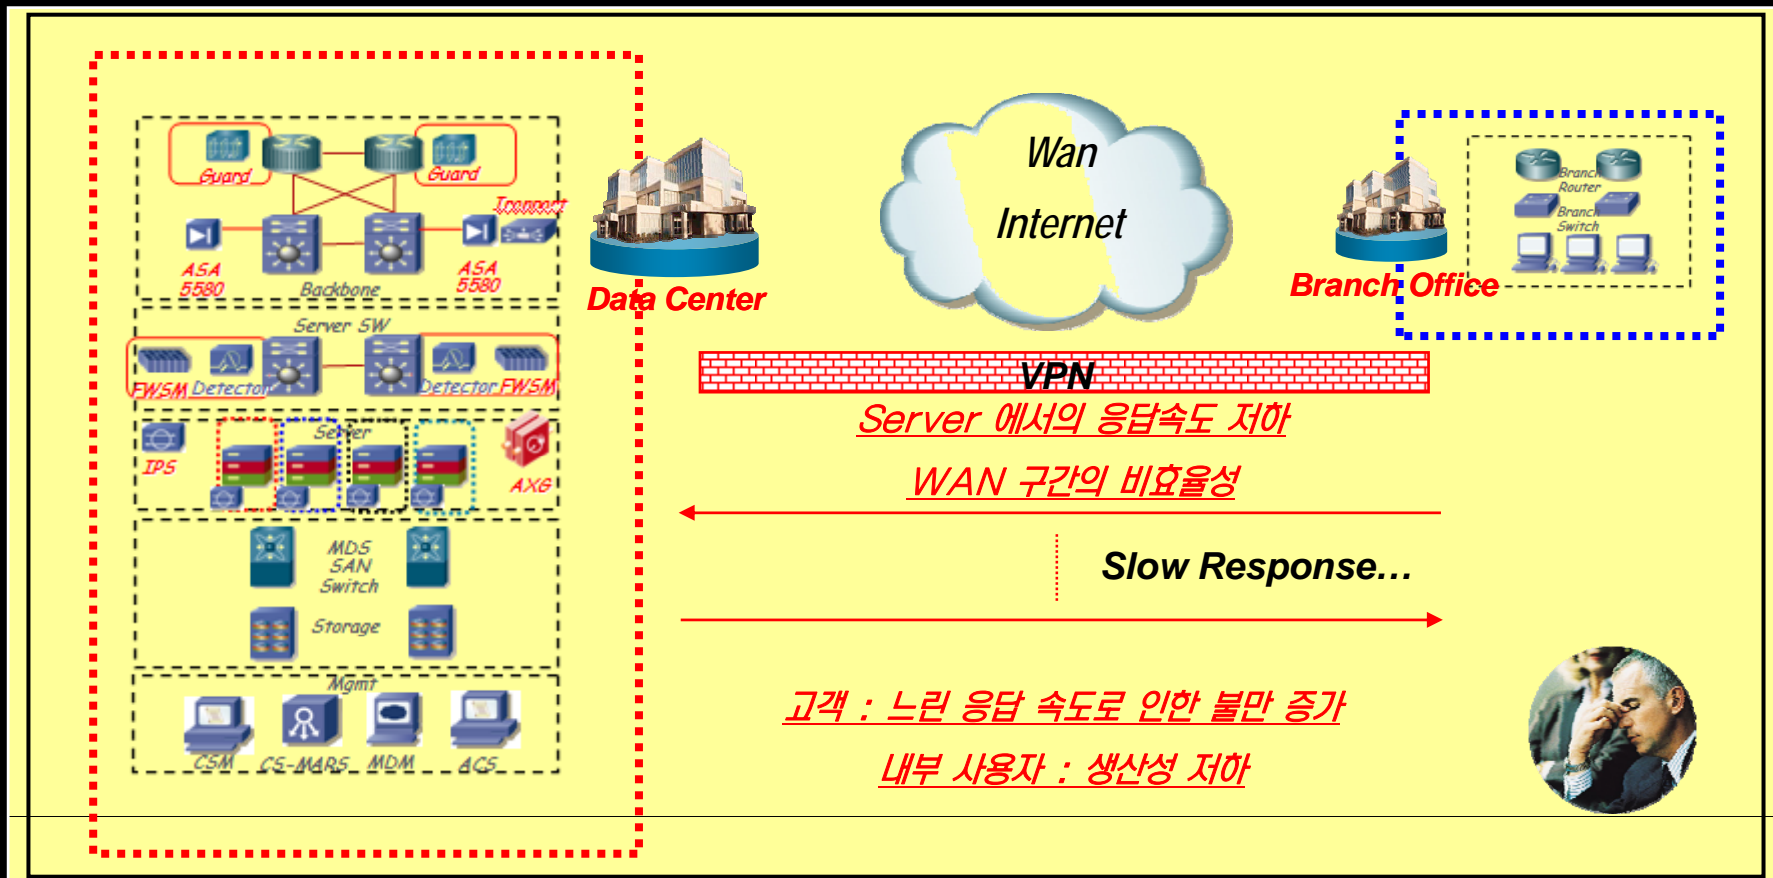 Guard
Guard
Ironport
ASA
5580
ASA
5580
Backbone
Server SW
FWSM
Detector
Detector
FWSM
Server
IPS
AXG
MDS
SAN
Switch
Storage
Mgmt
CSM
CS-MARS
MDM
ACS
Data Center
Wan
Internet
Branch Office
Branch
Router
Branch
Switch
VPN
Server 에서의 응답속도 저하
WAN 구간의 비효율성
Slow Response...
고객 : 느린 응답 속도로 인한 불만 증가
내부 사용자 : 생산성 저하